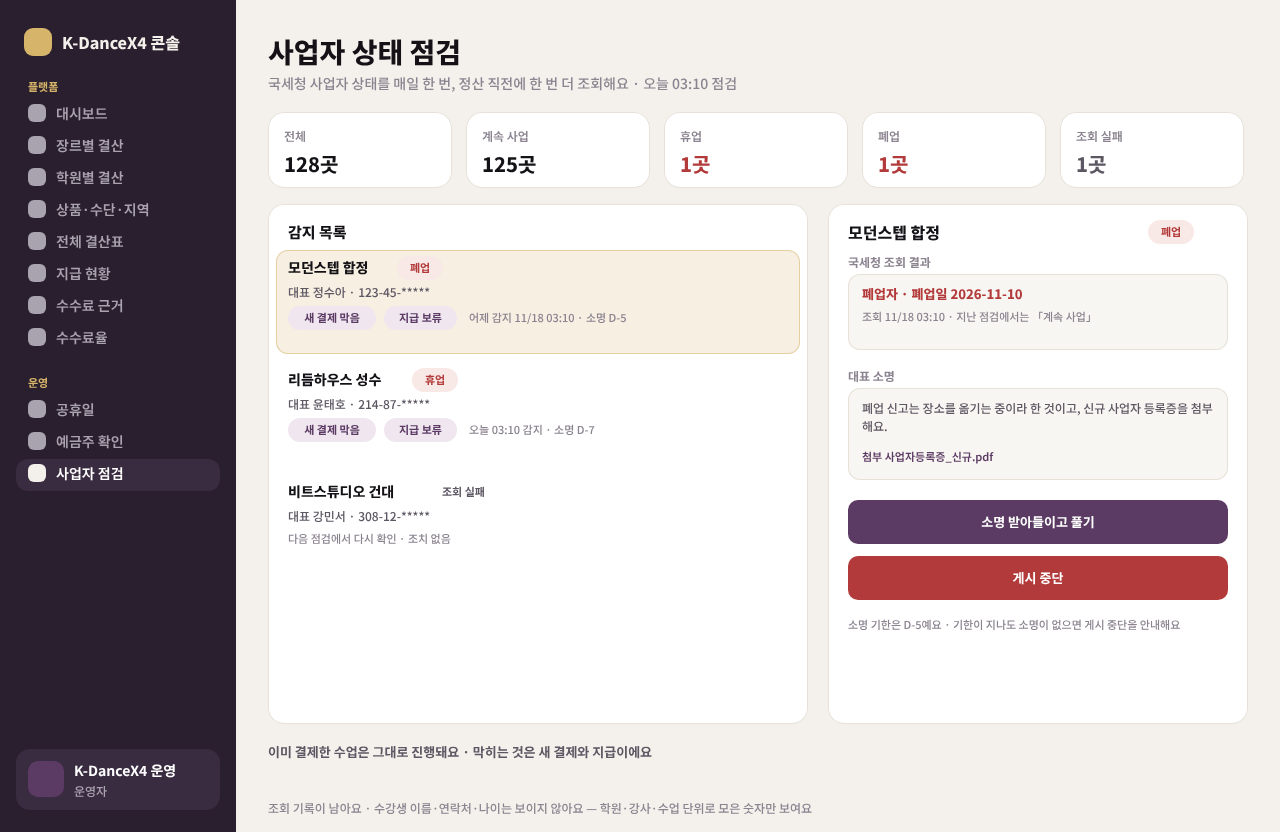 K-DanceX4 콘솔
플랫폼
대시보드
장르별 결산
학원별 결산
상품·수단·지역
전체 결산표
지급 현황
수수료 근거
수수료율
운영
공휴일
예금주 확인
사업자 점검
K-DanceX4 운영
운영자
사업자 상태 점검
국세청 사업자 상태를 매일 한 번, 정산 직전에 한 번 더 조회해요 · 오늘 03:10 점검
전체
128곳
계속 사업
125곳
휴업
1곳
폐업
1곳
조회 실패
1곳
감지 목록
모던스텝 합정 폐업
대표 정수아 · 123-45-*****
새 결제 막음 지급 보류 어제 감지 11/18 03:10 · 소명 D-5
리듬하우스 성수 휴업
대표 윤태호 · 214-87-*****
새 결제 막음 지급 보류 오늘 03:10 감지 · 소명 D-7
비트스튜디오 건대 조회 실패
대표 강민서 · 308-12-*****
다음 점검에서 다시 확인 · 조치 없음
모던스텝 합정 폐업
국세청 조회 결과
폐업자 · 폐업일 2026-11-10
조회 11/18 03:10 · 지난 점검에서는 「계속 사업」
대표 소명
폐업 신고는 장소를 옮기는 중이라 한 것이고, 신규 사업자 등록증을 첨부
해요.
첨부 사업자등록증_신규.pdf
소명 받아들이고 풀기
게시 중단
소명 기한은 D-5예요 · 기한이 지나도 소명이 없으면 게시 중단을 안내해요
이미 결제한 수업은 그대로 진행돼요 · 막히는 것은 새 결제와 지급이에요
조회 기록이 남아요 · 수강생 이름·연락처·나이는 보이지 않아요 — 학원·강사·수업 단위로 모은 숫자만 보여요